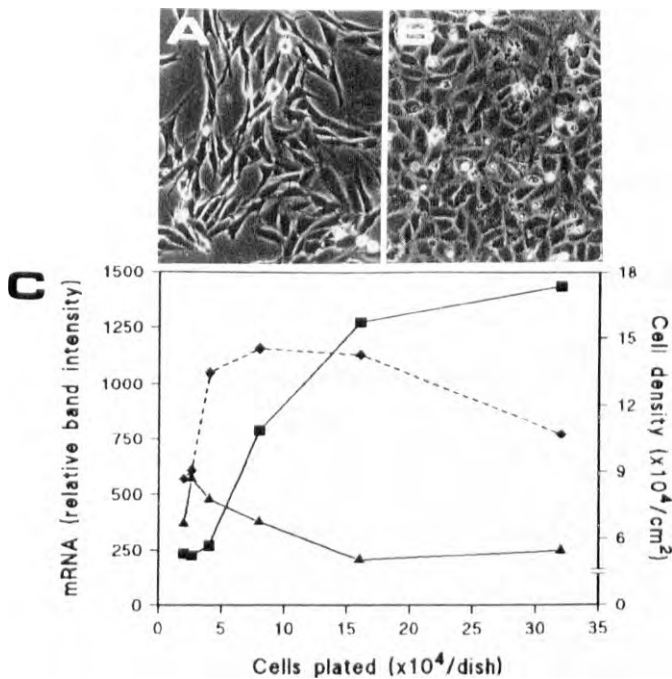 A
B
C
mRNA (relative band intensity)
1500
1250
1000
750
500
250
0
18
15
12
9
6
0
Cell density (x10⁴/cm²)
0 5 10 15 20 25 30 35
Cells plated (x10⁴/dish)